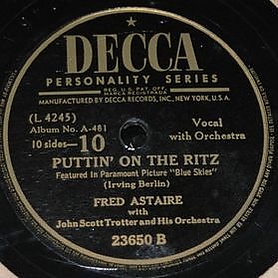 DECCA
PERSONALITY SERIES
REG. U.S. PAT. OFF.
MARCA REGISTRADA
MANUFACTURED BY DECCA RECORDS, INC., NEW YORK, U.S.A.
(L 4245)
Album No. A-481
10 sides—10
Vocal
with Orchestra
PUTTIN' ON THE RITZ
Featured In Paramount Picture "Blue Skies"
(Irving Berlin)
FRED ASTAIRE
with
John Scott Trotter and His Orchestra
23650 B